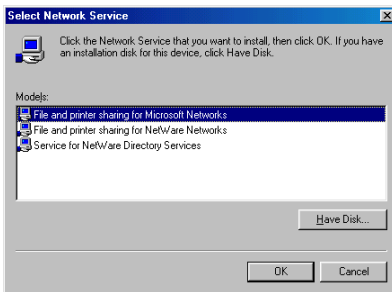 Select Network Service
Click the Network Service that you want to install, then click OK. If you have
an installation disk for this device, click Have Disk.
Models:
File and printer sharing for Microsoft Networks
File and printer sharing for NetWare Networks
Service for NetWare Directory Services
Have Disk...
OK
Cancel